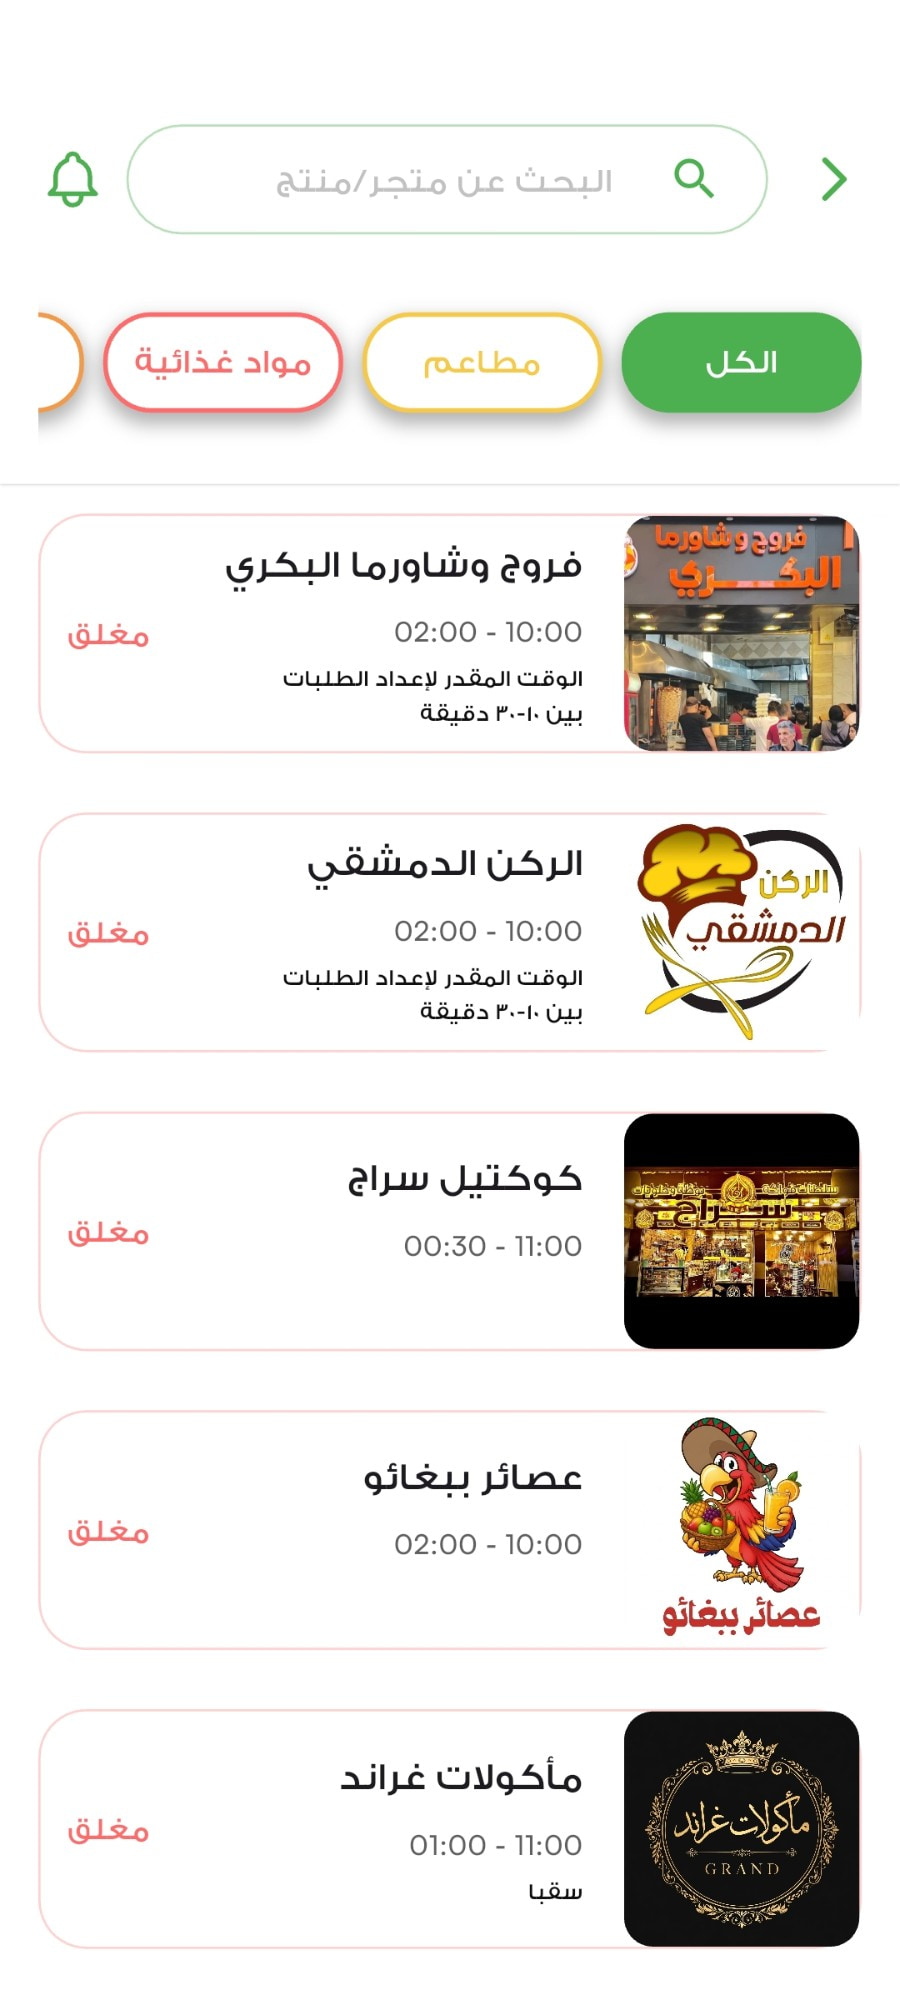 البحث عن متجر/منتج
الكل
مطاعم
مواد غذائية
فروج وشاورما البكري
فروج وشاورما البكري
10:00 - 02:00
مغلق
الوقت المقدر لإعداد الطلبات
بين ١٠-٣٠ دقيقة
الركن الدمشقي
الركن الدمشقي
10:00 - 02:00
مغلق
الوقت المقدر لإعداد الطلبات
بين ١٠-٣٠ دقيقة
سراج
كوكتيل سراج
11:00 - 00:30
مغلق
عصائر ببغائو
عصائر ببغائو
10:00 - 02:00
مغلق
مأكولات غراند
GRAND
مأكولات غراند
11:00 - 01:00
مغلق
سقبا